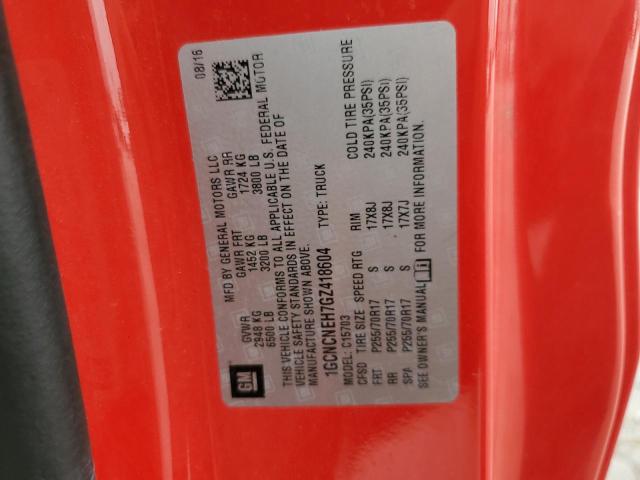 GM
MFD BY GENERAL MOTORS LLC 08/16
GVWR GAWR FRT GAWR RR
2948 KG 1452 KG 1724 KG
6500 LB 3200 LB 3800 LB
THIS VEHICLE CONFORMS TO ALL APPLICABLE U.S. FEDERAL MOTOR
VEHICLE SAFETY STANDARDS IN EFFECT ON THE DATE OF
MANUFACTURE SHOWN ABOVE.
1GCNCNEH7GZ418604 TYPE: TRUCK
MODEL: C15703
CFSD TIRE SIZE SPEED RTG RIM COLD TIRE PRESSURE
FRT P255/70R17 S 17X8J 240KPA(35PSI)
RR P255/70R17 S 17X8J 240KPA(35PSI)
SPA P255/70R17 S 17X7J 240KPA(35PSI)
SEE OWNER'S MANUAL FOR MORE INFORMATION.